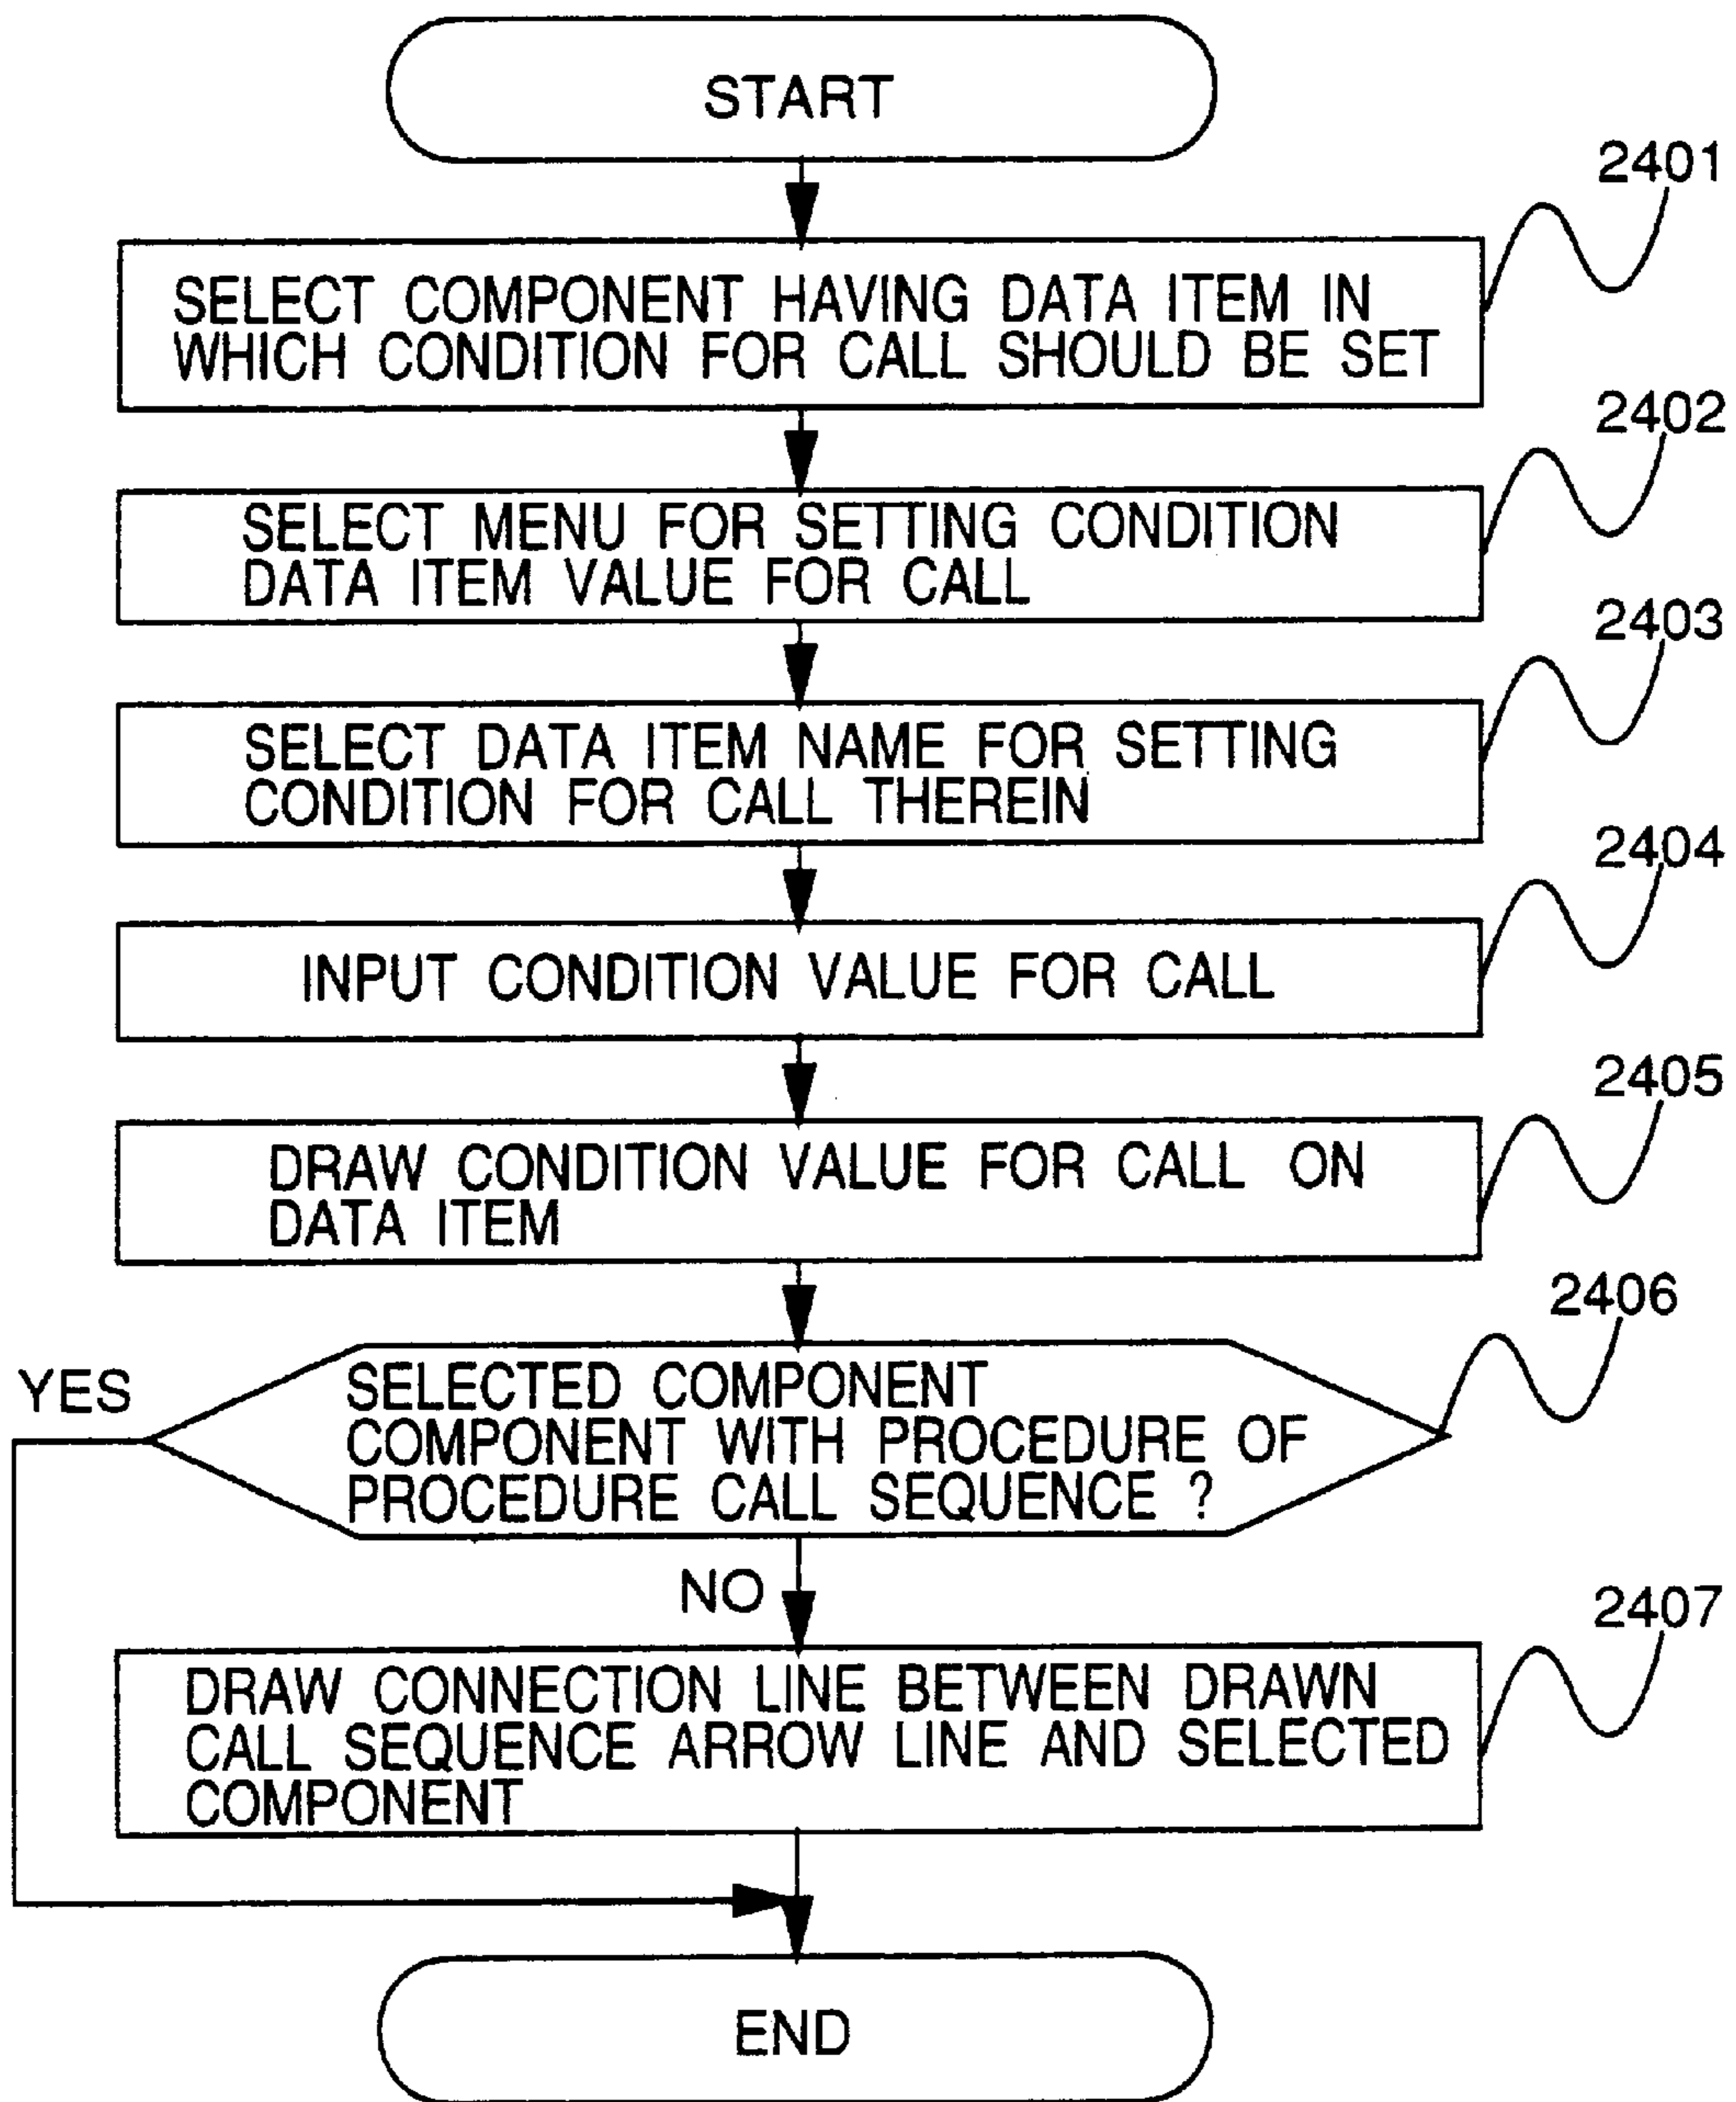 START
2401
SELECT COMPONENT HAVING DATA ITEM IN
WHICH CONDITION FOR CALL SHOULD BE SET
2402
SELECT MENU FOR SETTING CONDITION
DATA ITEM VALUE FOR CALL
2403
SELECT DATA ITEM NAME FOR SETTING
CONDITION FOR CALL THEREIN
2404
INPUT CONDITION VALUE FOR CALL
2405
DRAW CONDITION VALUE FOR CALL ON
DATA ITEM
2406
YES
SELECTED COMPONENT
COMPONENT WITH PROCEDURE OF
PROCEDURE CALL SEQUENCE ?
NO
2407
DRAW CONNECTION LINE BETWEEN DRAWN
CALL SEQUENCE ARROW LINE AND SELECTED
COMPONENT
END